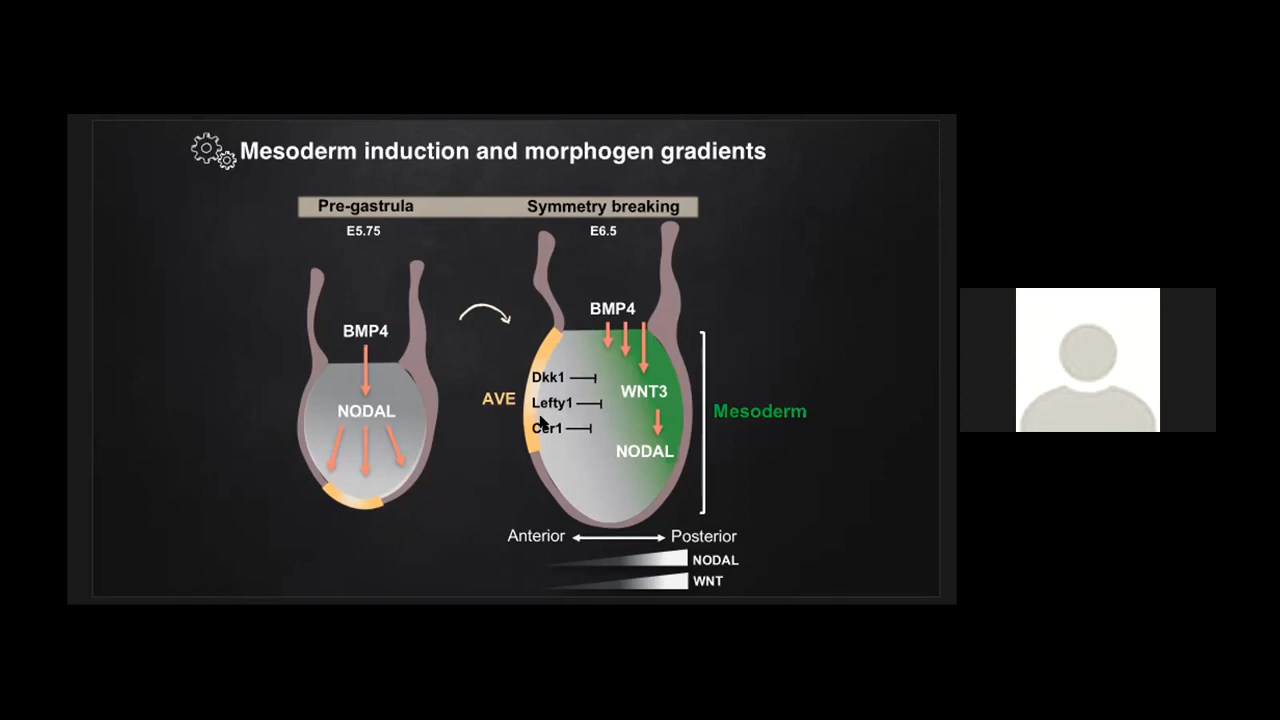 Mesoderm induction and morphogen gradients
Pre-gastrula
Symmetry breaking
E5.75
E6.5
BMP4
NODAL
BMP4
Dkk1
Lefty1
Cer1
AVE
WNT3
NODAL
Mesoderm
Anterior
Posterior
NODAL
WNT